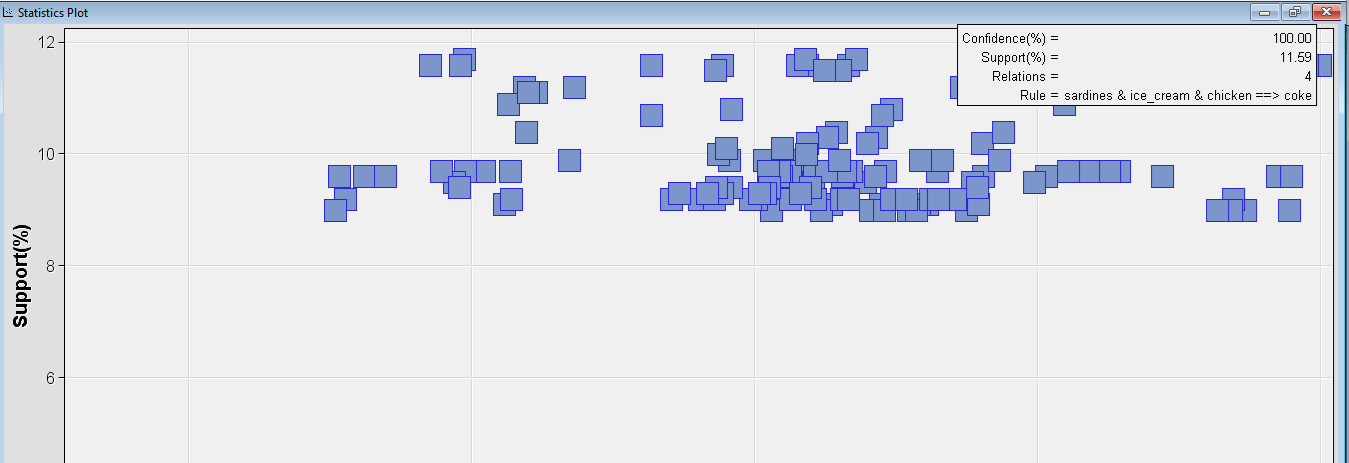 Statistics Plot
12
Confidence(%) = 100.00
Support(%) = 11.59
Relations = 4
Rule = sardines & ice_cream & chicken ==> coke
10
8
Support(%)
6